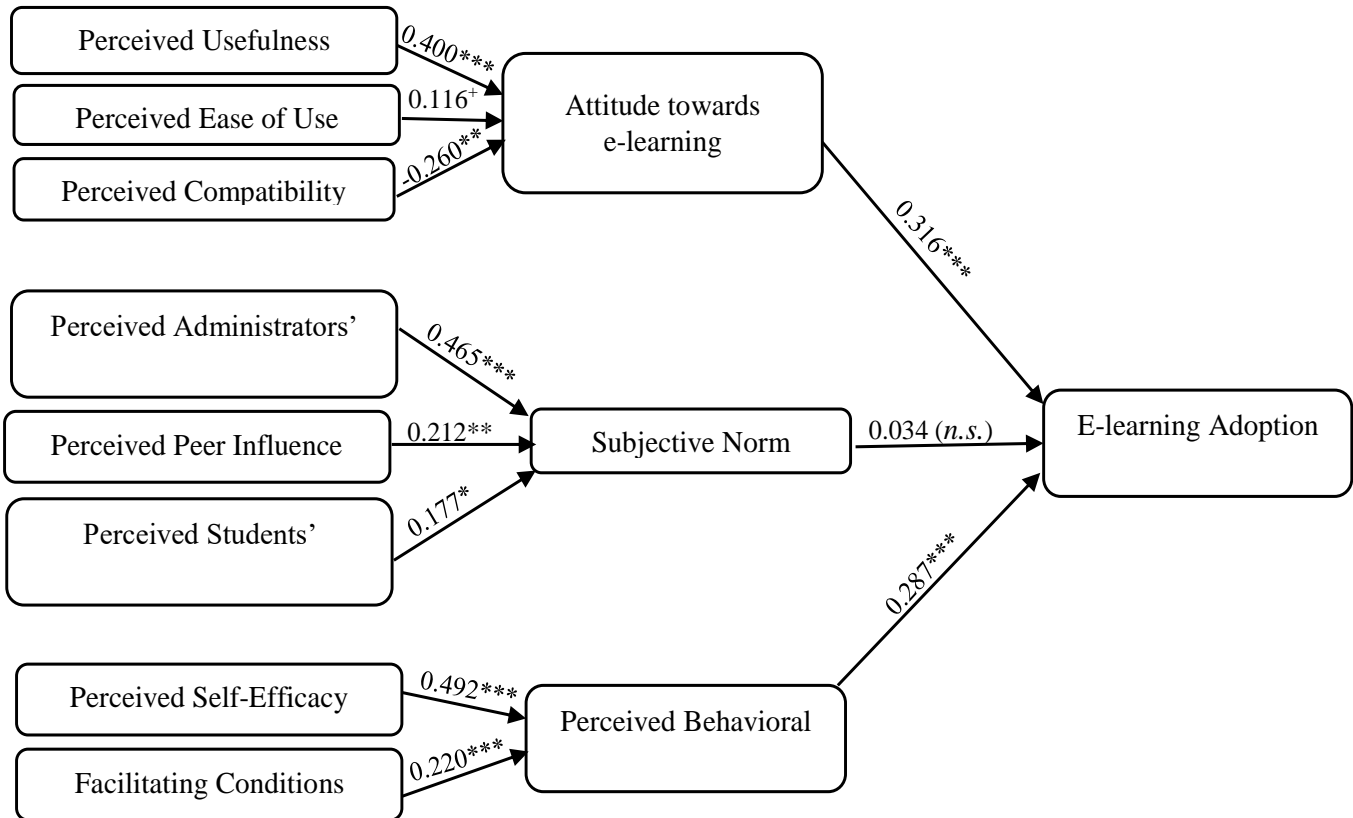 Perceived Usefulness
0.400***
Perceived Ease of Use
0.116⁺
Perceived Compatibility
-0.260**
Attitude towards
e-learning
0.316***
Perceived Administrators’
0.465***
Perceived Peer Influence
0.212**
Perceived Students’
0.177*
Subjective Norm
0.034 (n.s.)
E-learning Adoption
Perceived Self-Efficacy
0.492***
Facilitating Conditions
0.220***
Perceived Behavioral
0.287***